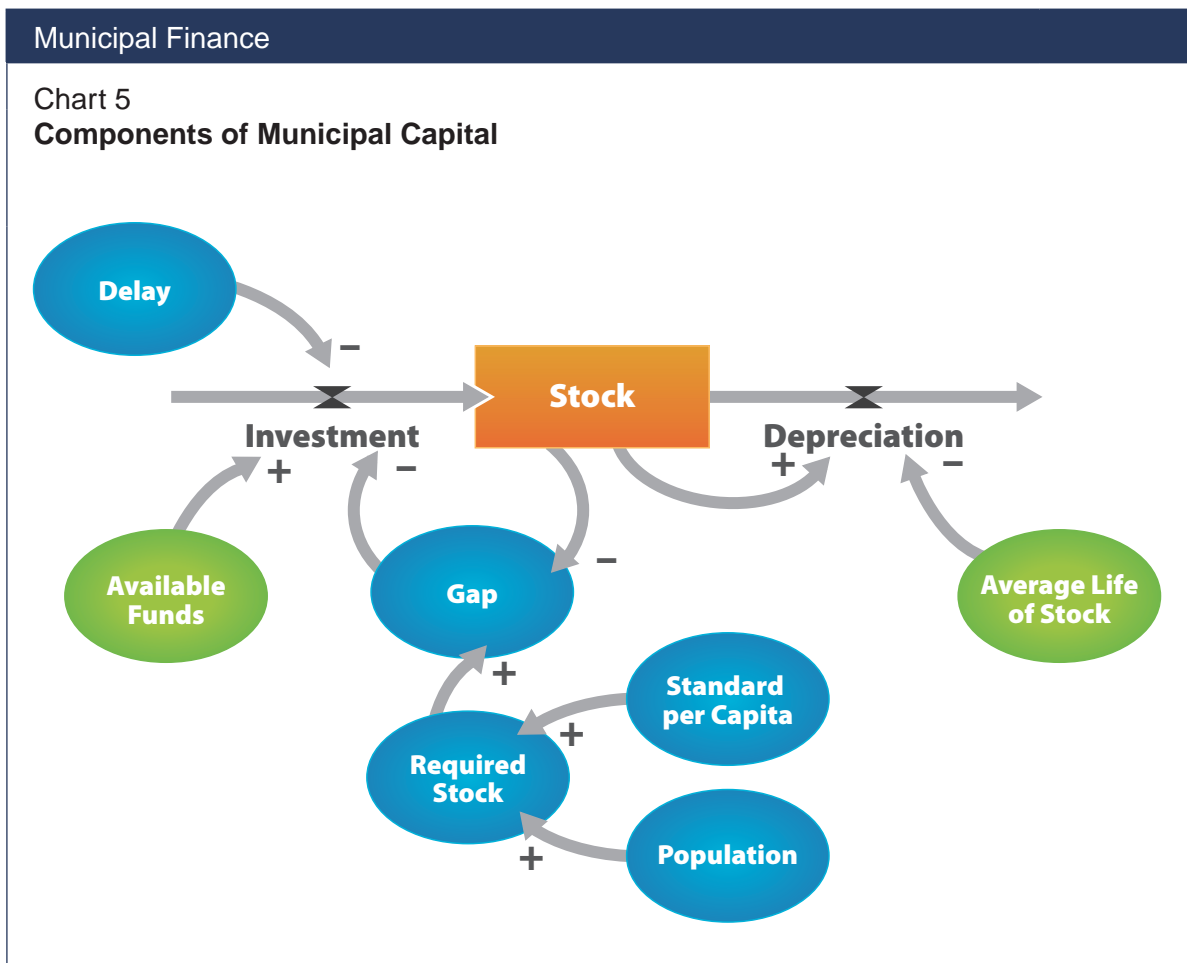 Municipal Finance
Chart 5
Components of Municipal Capital
Delay
−
Stock
Investment
Depreciation
+
−
+
−
Available
Funds
Gap
−
Average Life
of Stock
+
Standard
per Capita
+
Required
Stock
+
Population